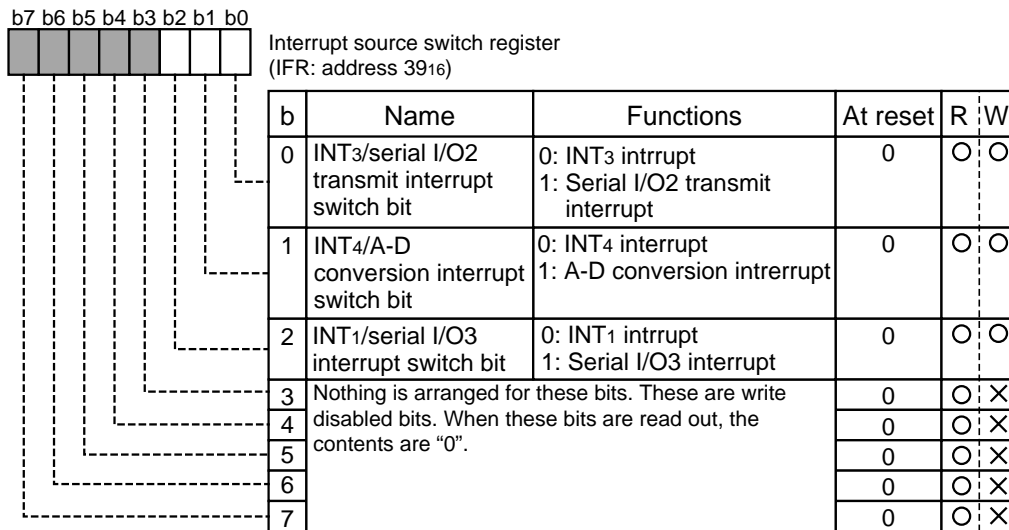 b7 b6 b5 b4 b3 b2 b1 b0
Interrupt source switch register
(IFR: address 3916)
b Name Functions At reset R W
0 INT3/serial I/O2 transmit interrupt switch bit
0: INT3 intrrupt
1: Serial I/O2 transmit
interrupt
0 O O
1 INT4/A-D
conversion interrupt
switch bit
0: INT4 interrupt
1: A-D conversion intrerrupt
0 O O
2 INT1/serial I/O3
interrupt switch bit
0: INT1 intrrupt
1: Serial I/O3 interrupt
0 O O
3 Nothing is arranged for these bits. These are write
disabled bits. When these bits are read out, the
contents are “0”.
0 O ×
4 0 O ×
5 0 O ×
6 0 O ×
7 0 O ×